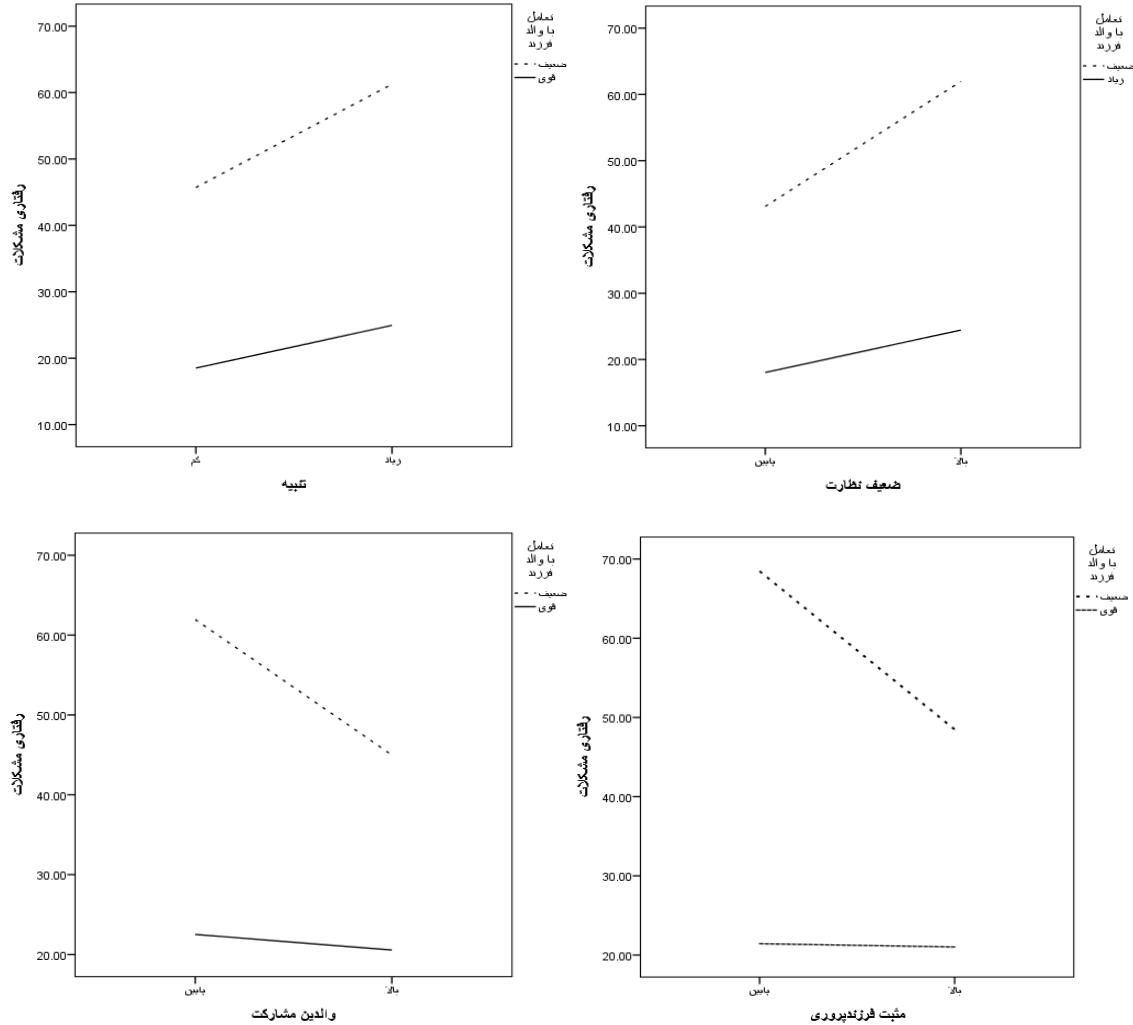 70.00
60.00
50.00
40.00
30.00
20.00
10.00
رفتاری مشکلات
کم
زیاد
تنبیه
تعامل
با والد
فرزند
ضعیف
قوی
70.00
60.00
50.00
40.00
30.00
20.00
10.00
رفتاری مشکلات
پایین
بالا
ضعیف نظارت
تعامل
با والد
فرزند
ضعیف
زیاد
70.00
60.00
50.00
40.00
30.00
20.00
رفتاری مشکلات
پایین
بالا
والدین مشارکت
تعامل
با والد
فرزند
ضعیف
قوی
70.00
60.00
50.00
40.00
30.00
20.00
رفتاری مشکلات
پایین
بالا
مثبت فرزندپروری
تعامل
با والد
فرزند
ضعیف
قوی